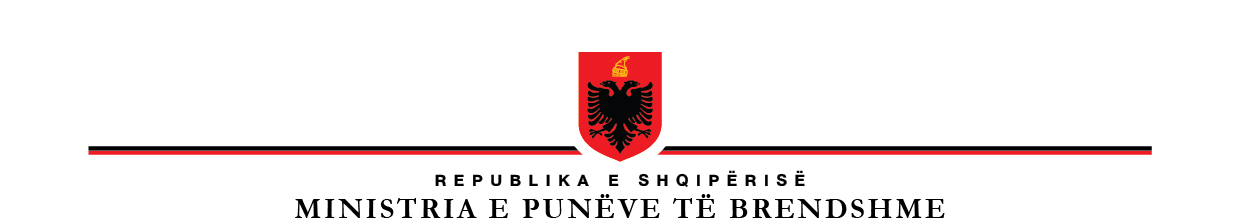 REPUBLIKA E SHQIPËRISË
MINISTRIA E PUNËVE TË BRENDSHME